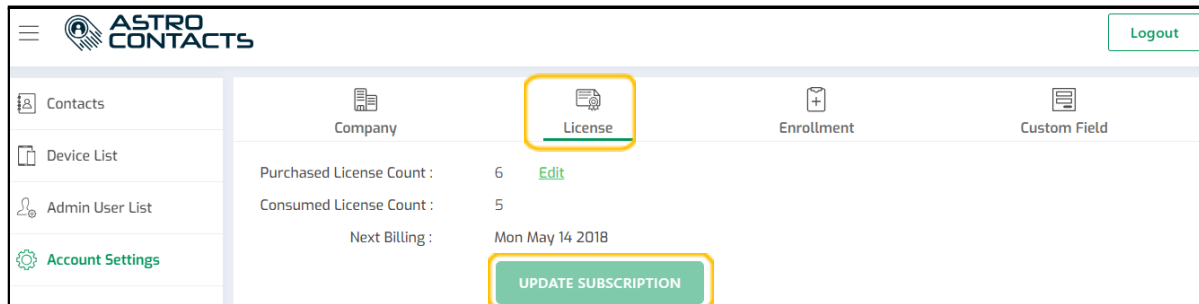 ASTRO
CONTACTS
Logout
Contacts
Device List
Admin User List
Account Settings
Company
License
Enrollment
Custom Field
Purchased License Count : 6 Edit
Consumed License Count : 5
Next Billing : Mon May 14 2018
UPDATE SUBSCRIPTION